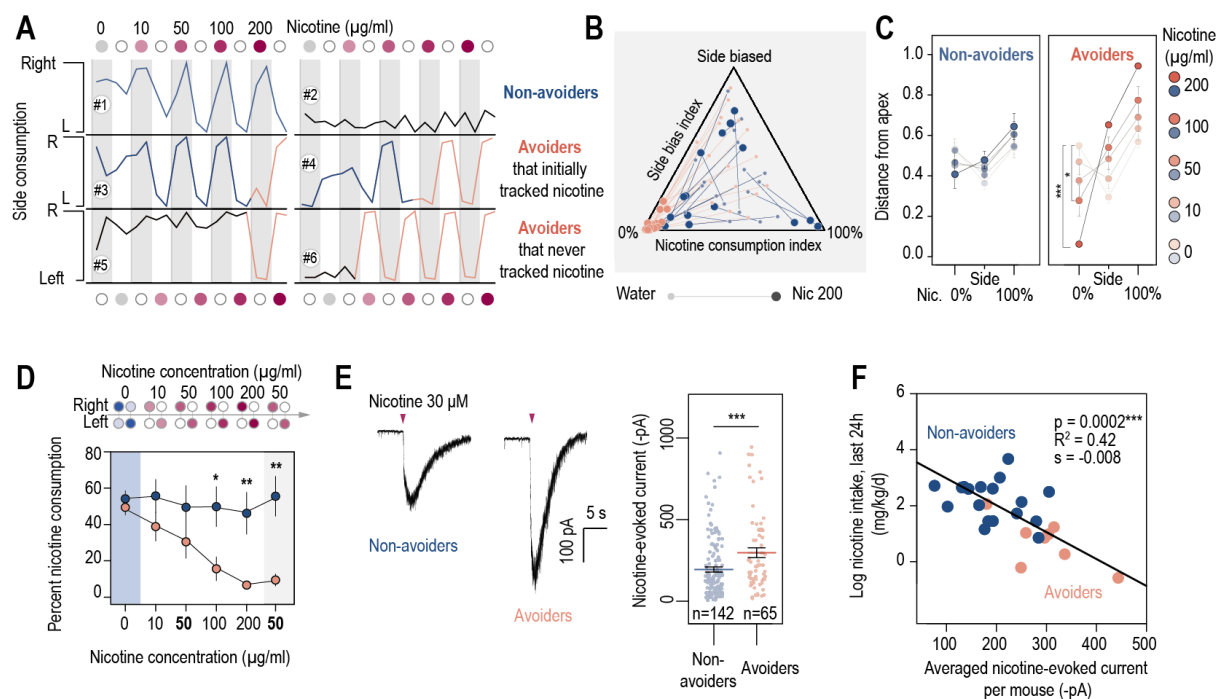 A
0 10 50 100 200 Nicotine (µg/ml)
Right
L
R
L
R
Left
Side consumption
#1
#2
#3
#4
#5
#6
Non-avoiders
Avoiders
that initially
tracked nicotine
Avoiders
that never
tracked nicotine
B
Side biased
Side bias index
0%
100%
Nicotine consumption index
Water
Nic 200
C
Distance from apex
1.0
0.8
0.6
0.4
0.2
0.0
Non-avoiders
Avoiders
***
*
Side
Side
Nic. 0% 100%
0% 100%
Nicotine
(µg/ml)
200
100
50
10
0
D
Nicotine concentration (µg/ml)
0 10 50 100 200 50
Right
Left
Percent nicotine consumption
80
60
40
20
0
* ** **
0 10 50 100 200 50
Nicotine concentration (µg/ml)
E
Nicotine 30 µM
Non-avoiders
Avoiders
5 s
100 pA
Nicotine-evoked current (-pA)
1000
500
0
***
n=142 n=65
Non-
avoiders
Avoiders
F
Log nicotine intake, last 24h
(mg/kg/d)
6
4
2
0
Non-avoiders
p = 0.0002***
R² = 0.42
s = -0.008
Avoiders
100 200 300 400 500
Averaged nicotine-evoked current
per mouse (-pA)